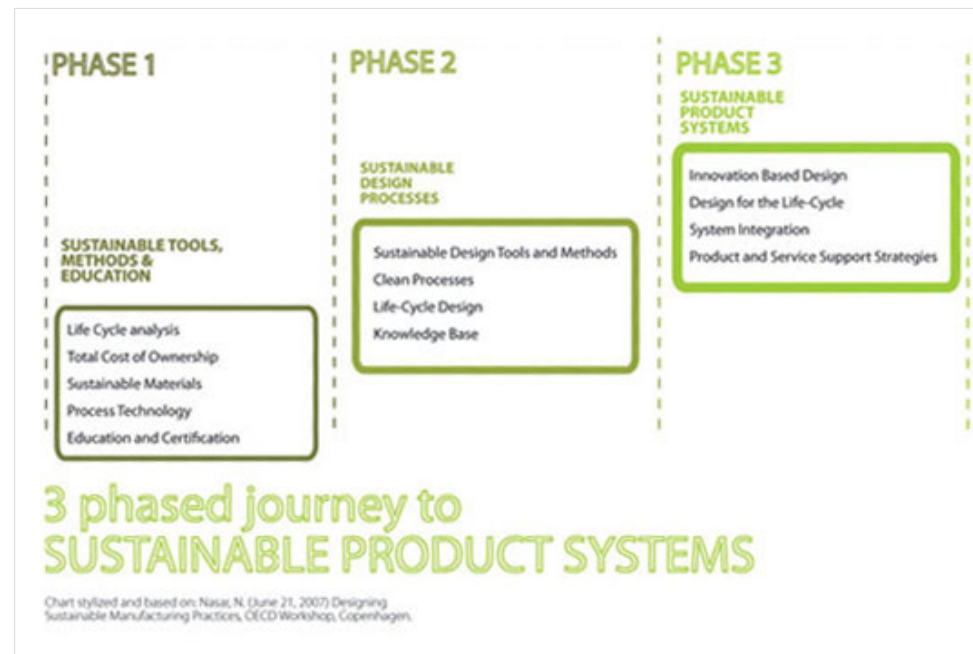 PHASE 1
SUSTAINABLE TOOLS,
METHODS &
EDUCATION
Life Cycle analysis
Total Cost of Ownership
Sustainable Materials
Process Technology
Education and Certification
PHASE 2
SUSTAINABLE
DESIGN
PROCESSES
Sustainable Design Tools and Methods
Clean Processes
Life-Cycle Design
Knowledge Base
PHASE 3
SUSTAINABLE
PRODUCT
SYSTEMS
Innovation Based Design
Design for the Life-Cycle
System Integration
Product and Service Support Strategies
3 phased journey to
SUSTAINABLE PRODUCT SYSTEMS
Chart stylized and based on: Nasar, N. (June 21, 2007) Designing
Sustainable Manufacturing Practices, OECD Workshop, Copenhagen.